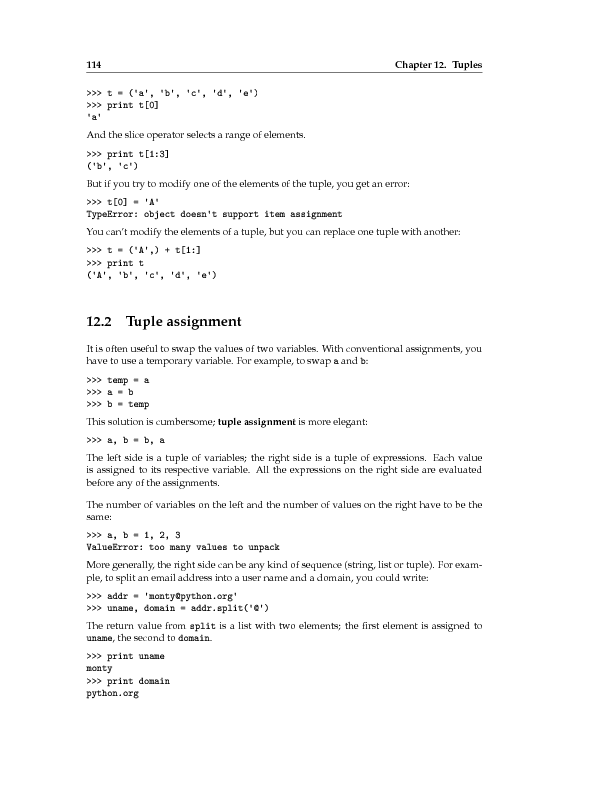 114 Chapter 12. Tuples
>>> t = ('a', 'b', 'c', 'd', 'e')
>>> print t[0]
'a'
And the slice operator selects a range of elements.
>>> print t[1:3]
('b', 'c')
But if you try to modify one of the elements of the tuple, you get an error:
>>> t[0] = 'A'
TypeError: object doesn't support item assignment
You can't modify the elements of a tuple, but you can replace one tuple with another:
>>> t = ('A',) + t[1:]
>>> print t
('A', 'b', 'c', 'd', 'e')
12.2 Tuple assignment
It is often useful to swap the values of two variables. With conventional assignments, you
have to use a temporary variable. For example, to swap a and b:
>>> temp = a
>>> a = b
>>> b = temp
This solution is cumbersome; tuple assignment is more elegant:
>>> a, b = b, a
The left side is a tuple of variables; the right side is a tuple of expressions. Each value
is assigned to its respective variable. All the expressions on the right side are evaluated
before any of the assignments.
The number of variables on the left and the number of values on the right have to be the
same:
>>> a, b = 1, 2, 3
ValueError: too many values to unpack
More generally, the right side can be any kind of sequence (string, list or tuple). For exam-
ple, to split an email address into a user name and a domain, you could write:
>>> addr = 'monty@python.org'
>>> uname, domain = addr.split('@')
The return value from split is a list with two elements; the first element is assigned to
uname, the second to domain.
>>> print uname
monty
>>> print domain
python.org